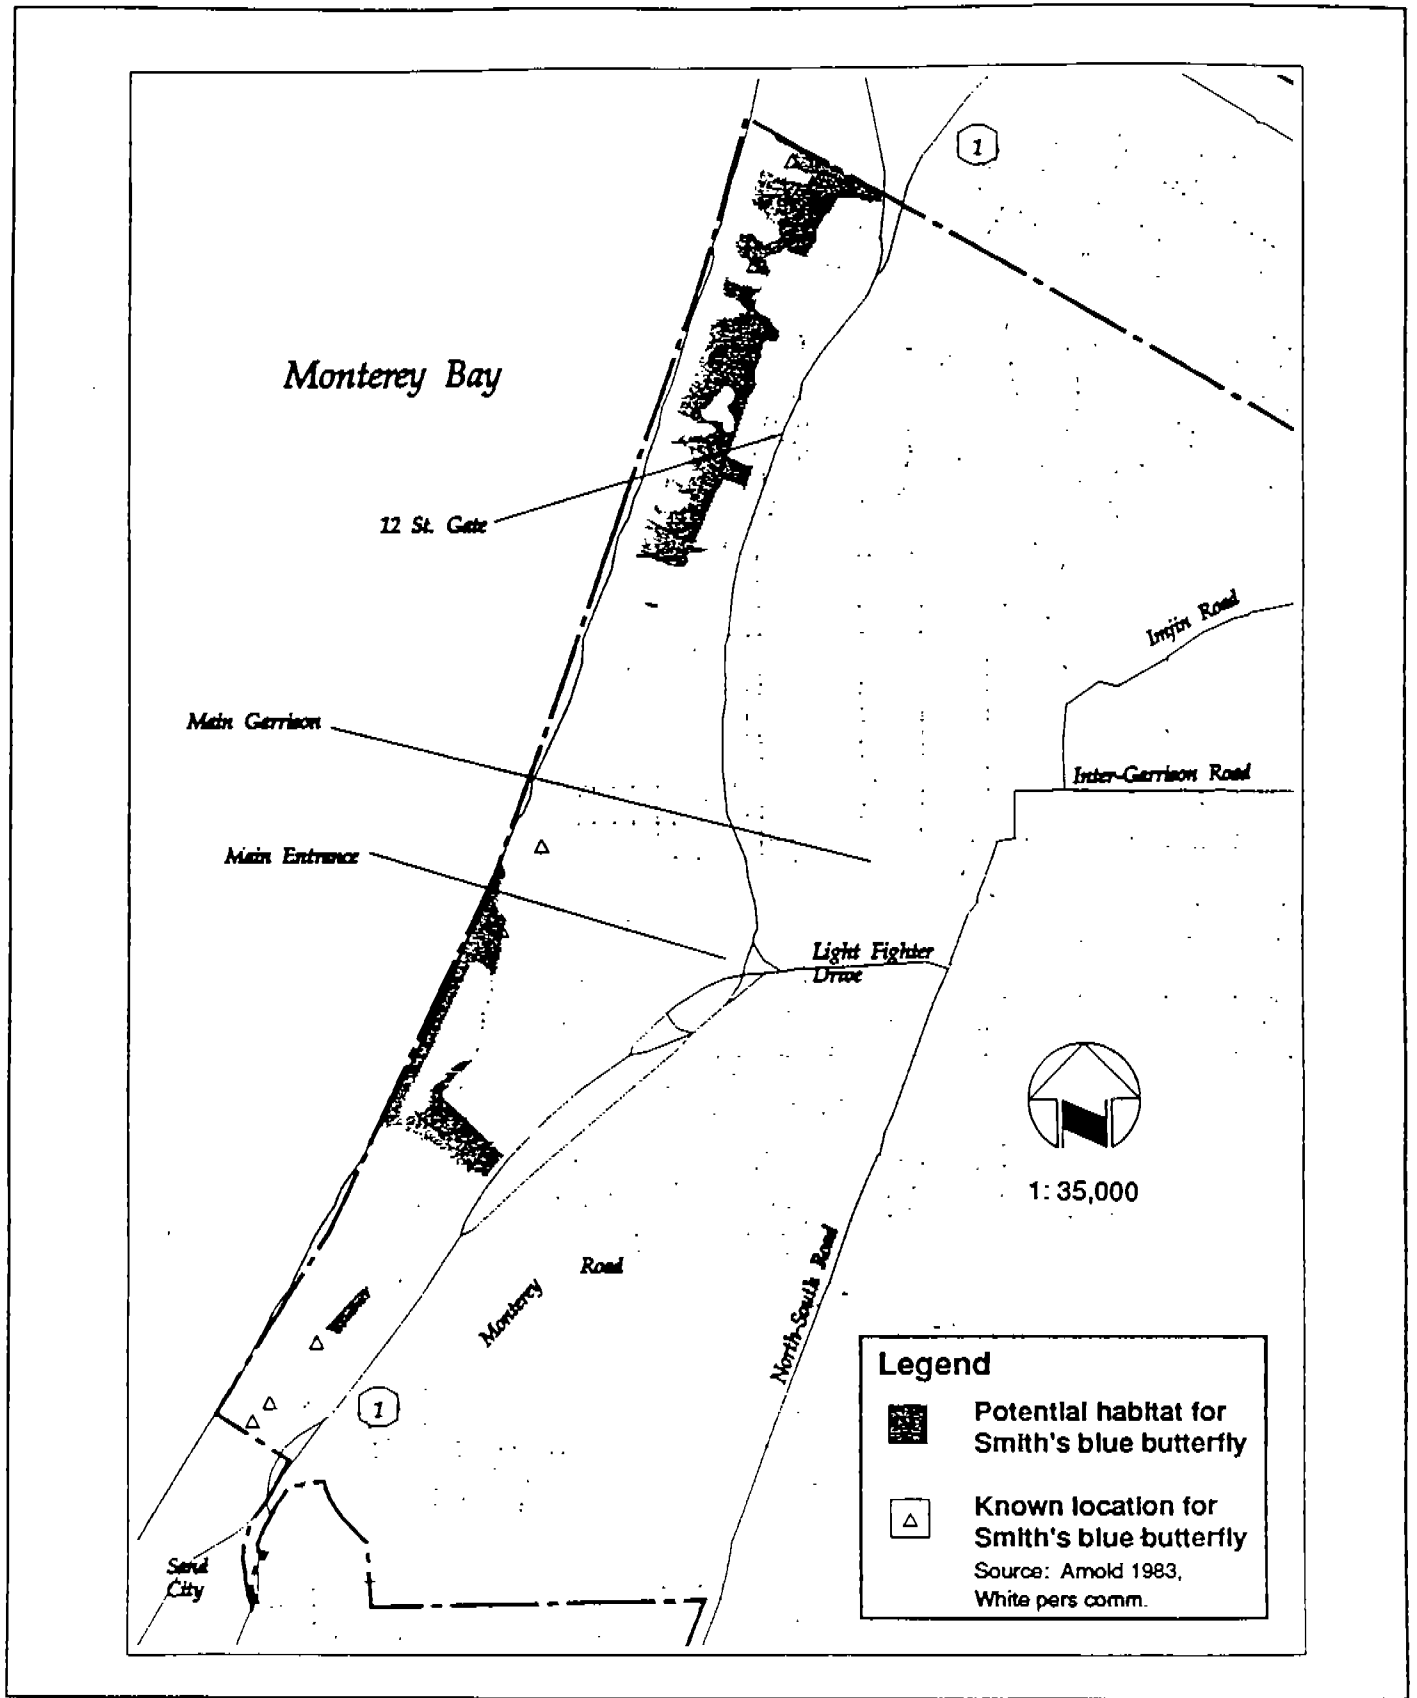 1
Monterey Bay
12 St. Gate
Imjin Road
Main Garrison
Inter-Garrison Road
Main Entrance
Light Fighter
Drive
1: 35,000
North-South Road
Road
Monterey
1
Sand
City
Legend
Potential habitat for
Smith's blue butterfly
Known location for
Smith's blue butterfly
Source: Arnold 1983,
White pers comm.